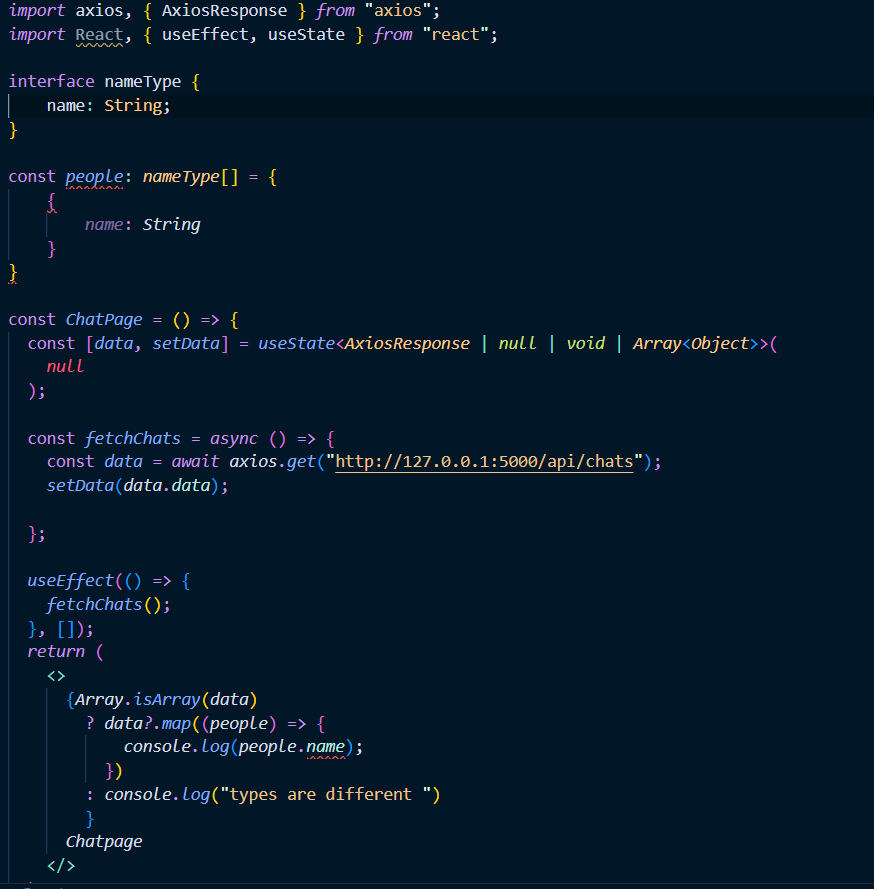 import axios, { AxiosResponse } from "axios";
import React, { useEffect, useState } from "react";
interface nameType {
name: String;
}
const people: nameType[] = {
{
name: String
}
}
const ChatPage = () => {
const [data, setData] = useState<AxiosResponse | null | void | Array<Object>>(
null
);
const fetchChats = async () => {
const data = await axios.get("http://127.0.0.1:5000/api/chats");
setData(data.data);
};
useEffect(() => {
fetchChats();
}, []);
return (
<>
{Array.isArray(data)
? data?.map((people) => {
console.log(people.name);
})
: console.log("types are different ")
}
Chatpage
</>